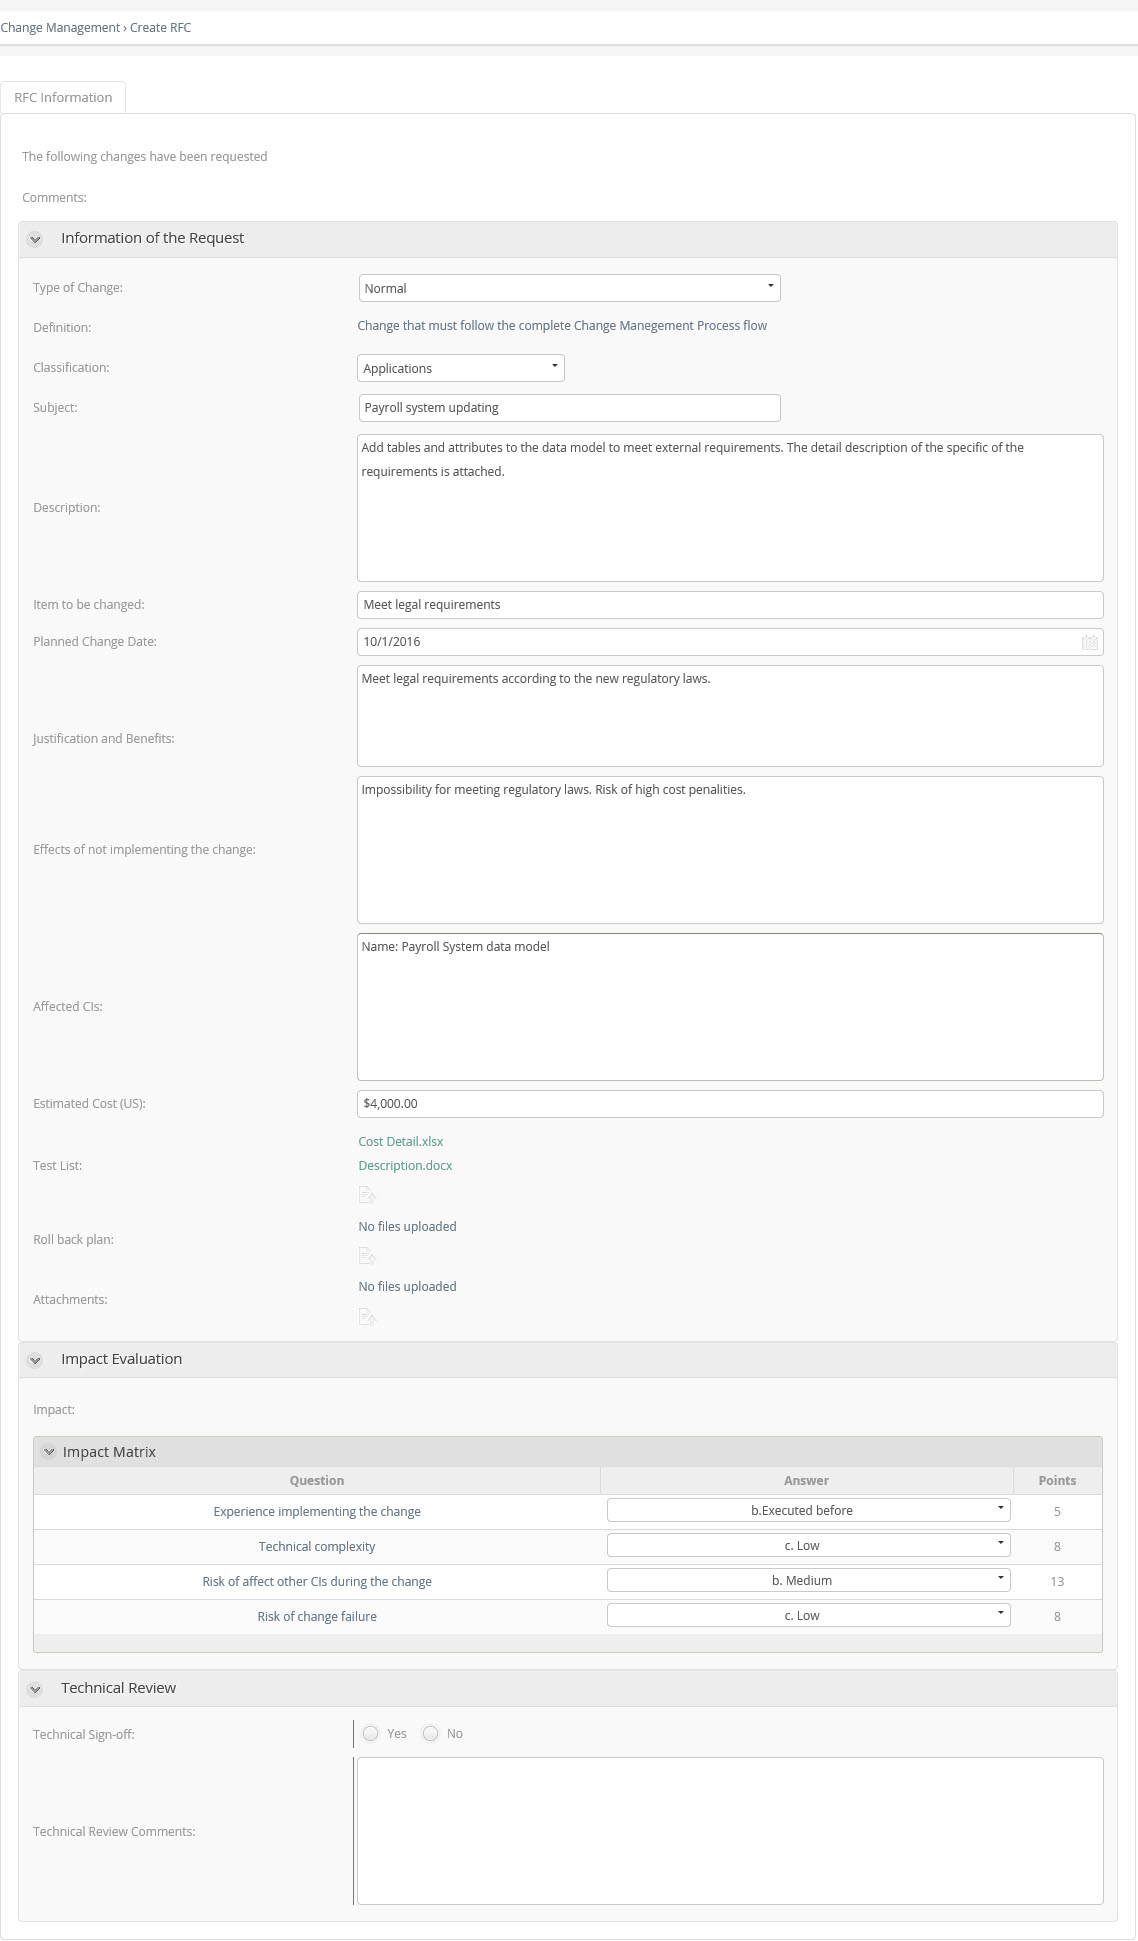 Change Management › Create RFC
RFC Information
The following changes have been requested
Comments:
Information of the Request
Type of Change: Normal
Definition: Change that must follow the complete Change Manegement Process flow
Classification: Applications
Subject: Payroll system updating
Description: Add tables and attributes to the data model to meet external requirements. The detail description of the specific of the
requirements is attached.
Item to be changed: Meet legal requirements
Planned Change Date: 10/1/2016
Justification and Benefits: Meet legal requirements according to the new regulatory laws.
Effects of not implementing the change: Impossibility for meeting regulatory laws. Risk of high cost penalities.
Affected CIs: Name: Payroll System data model
Estimated Cost (US): $4,000.00
Test List: Cost Detail.xlsx
Description.docx
Roll back plan: No files uploaded
Attachments: No files uploaded
Impact Evaluation
Impact:
Impact Matrix
Question Answer Points
Experience implementing the change b.Executed before 5
Technical complexity c. Low 8
Risk of affect other CIs during the change b. Medium 13
Risk of change failure c. Low 8
Technical Review
Technical Sign-off: Yes No
Technical Review Comments: